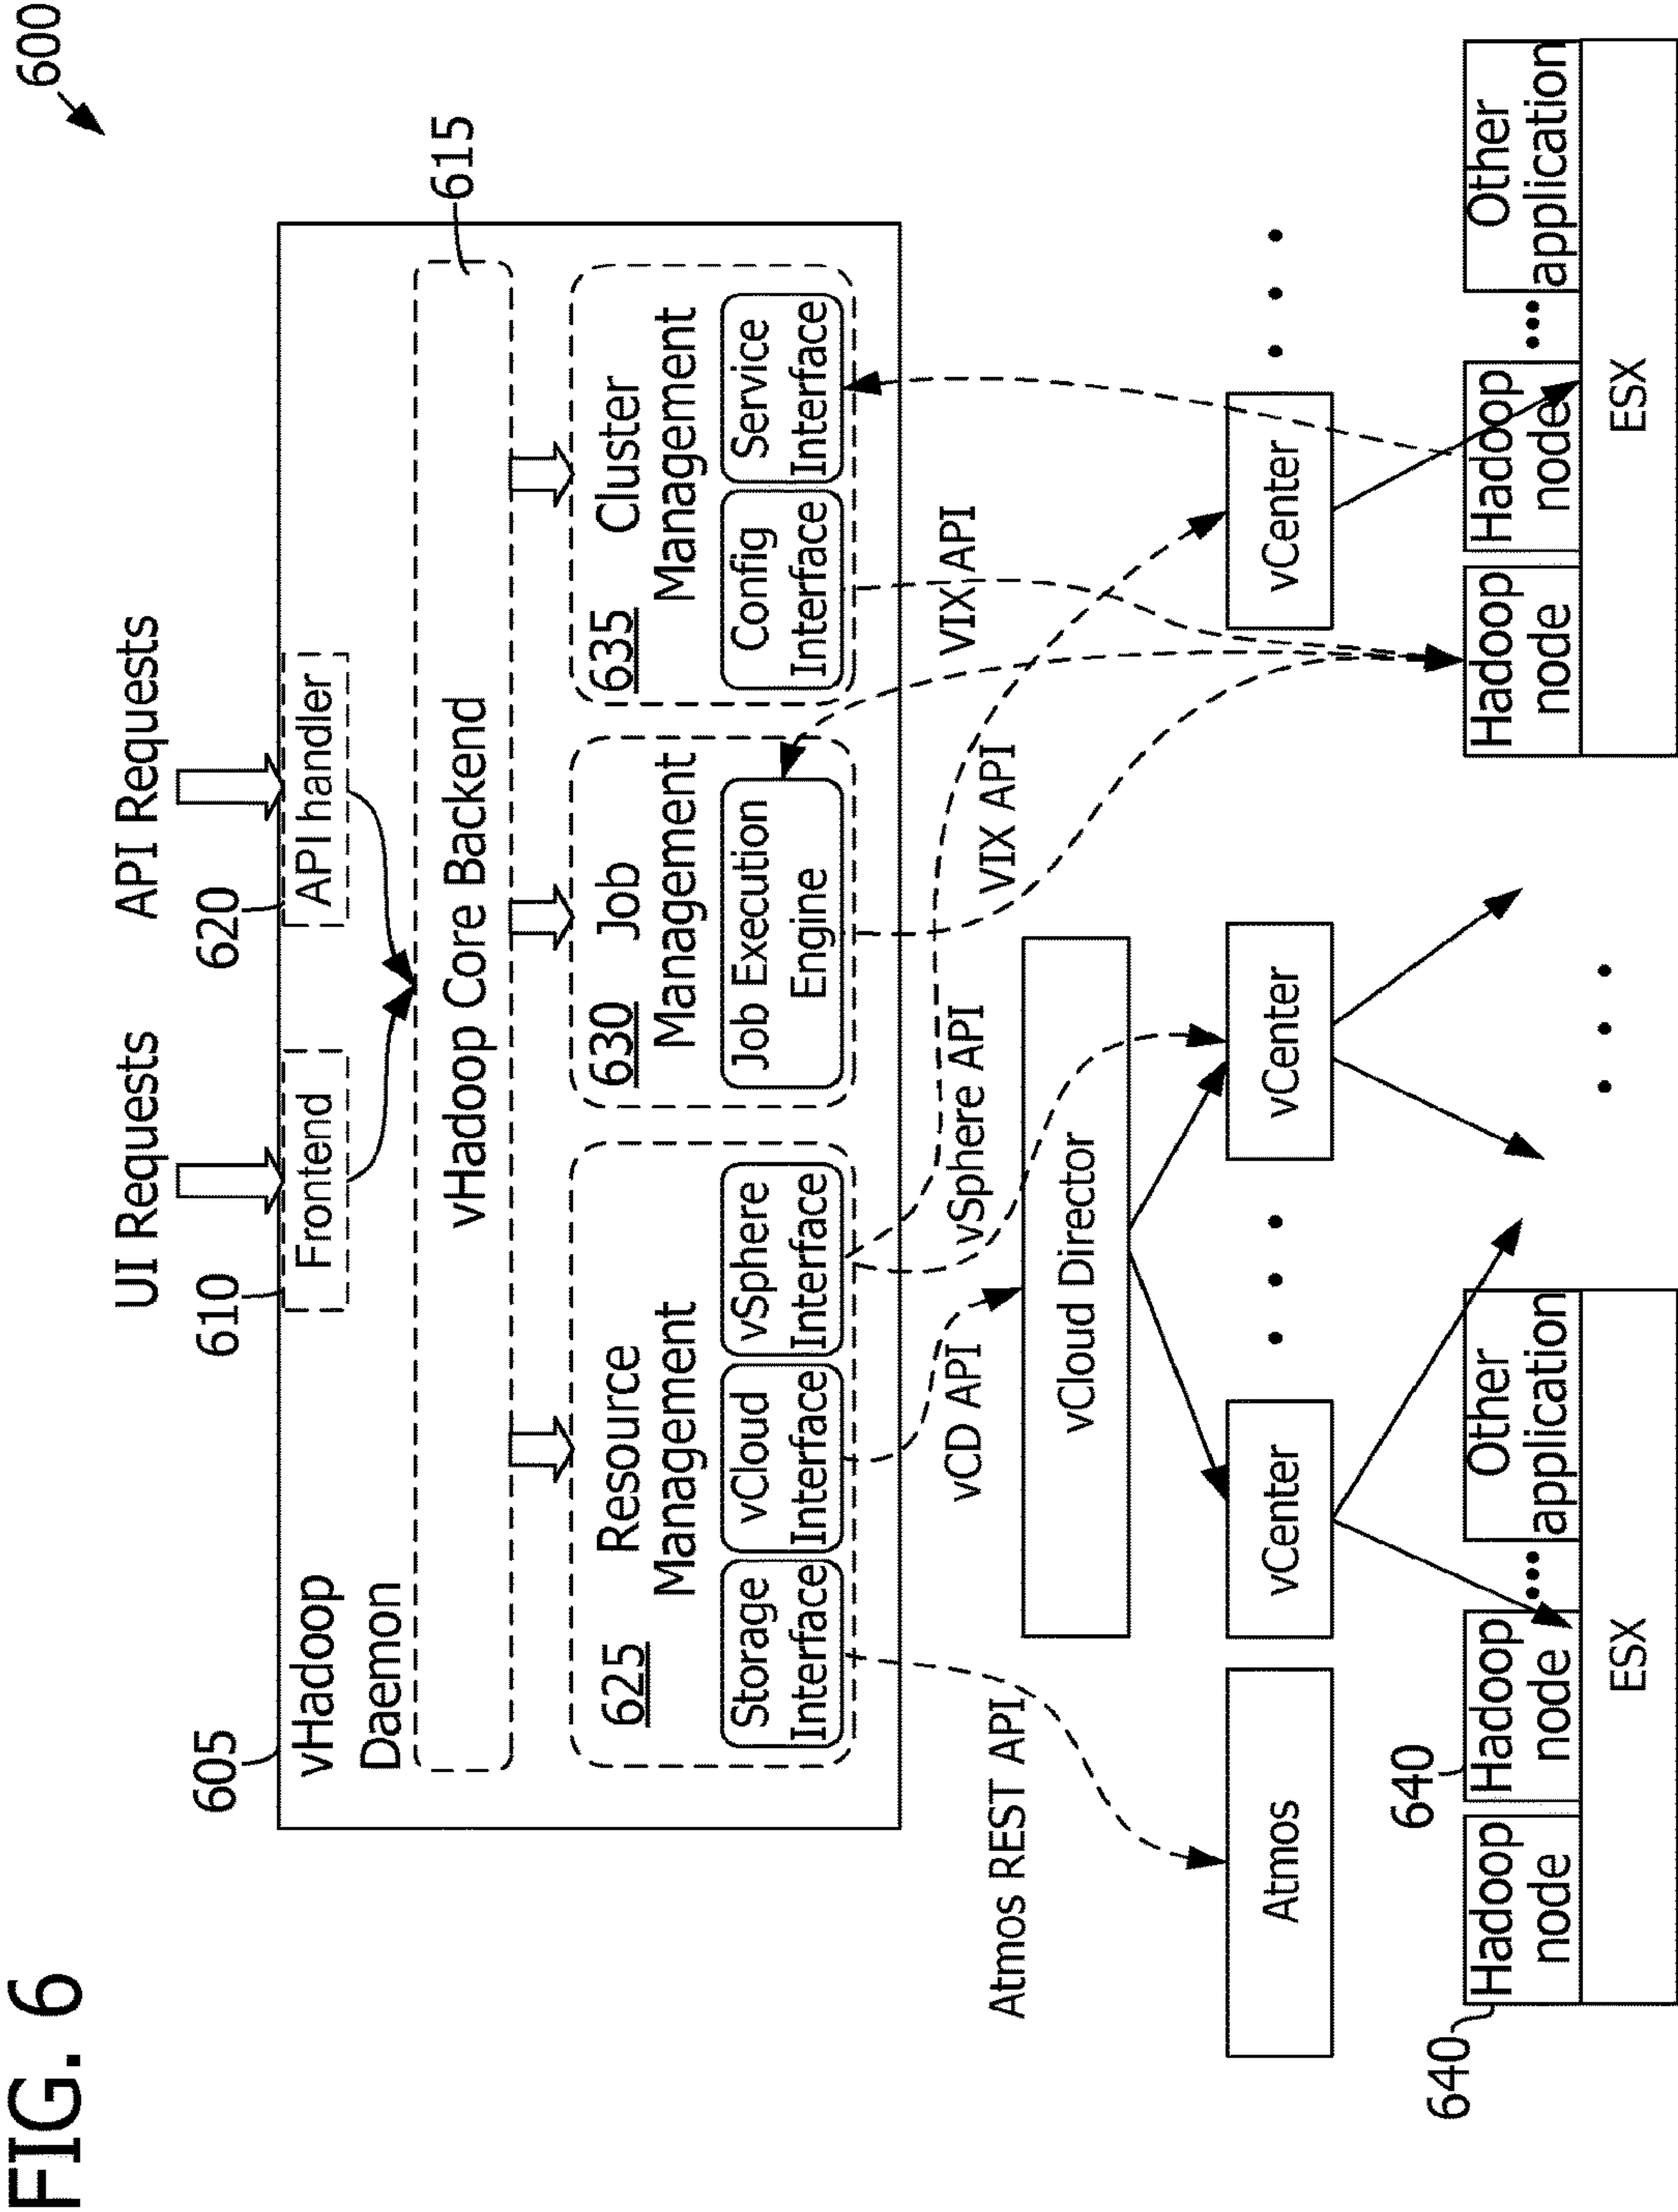 FIG. 6
600
UI Requests
API Requests
605
610
620
vHadoop
Daemon
Frontend
API handler
615
vHadoop Core Backend
625
Resource
Management
630
Job
Management
635
Cluster
Management
Storage
Interface
vCloud
Interface
vSphere
Interface
Job Execution
Engine
Config
Interface
Service
Interface
Atmos REST API
vCD API
vSphere API
VIX API
VIX API
vCloud Director
Atmos
vCenter
vCenter
vCenter
640
640
Hadoop
node
Hadoop
node
Other
application
Hadoop
node
Hadoop
node
Other
application
ESX
ESX